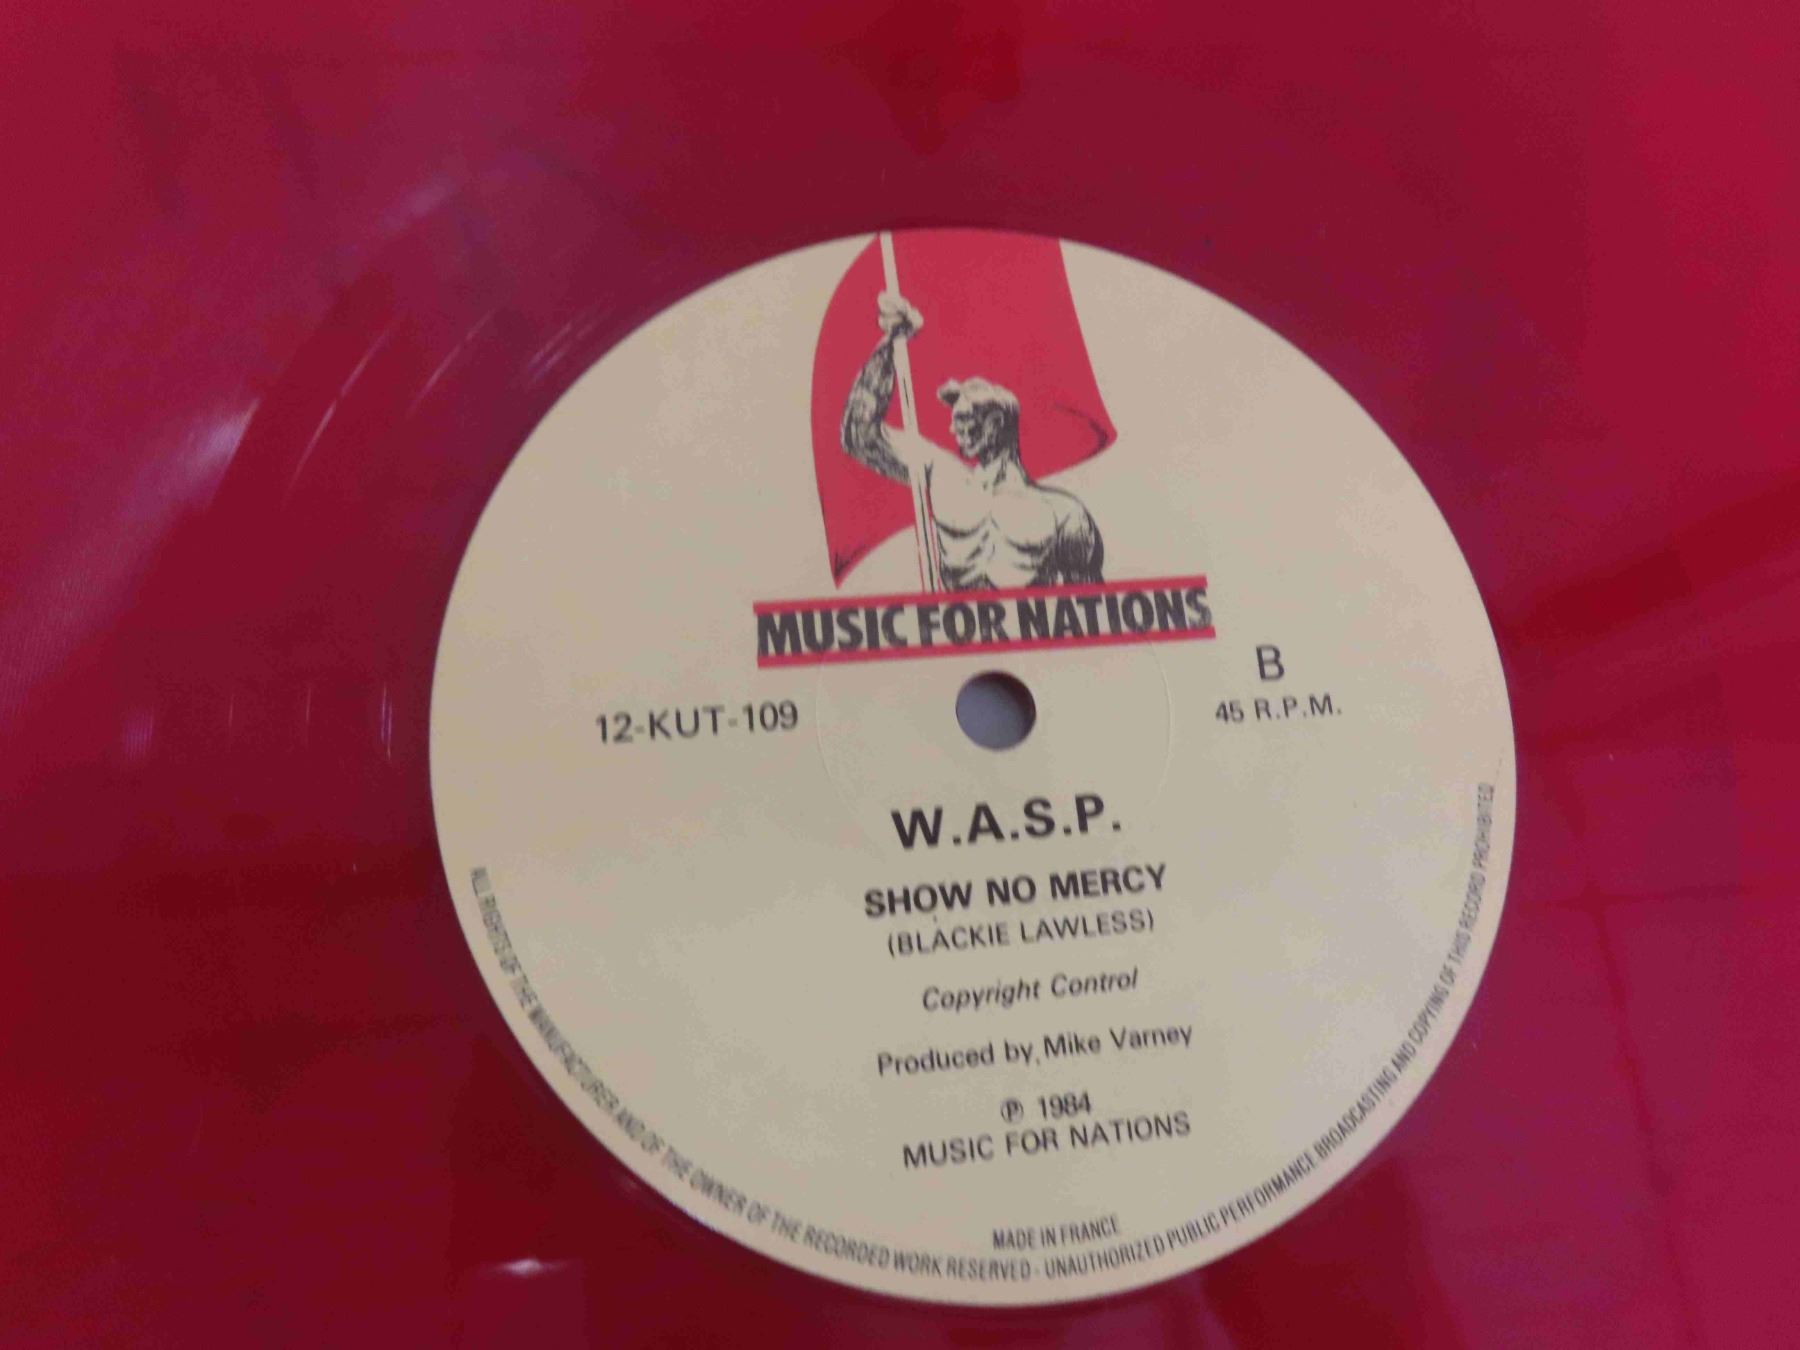 MUSIC FOR NATIONS
12-KUT-109
B
45 R.P.M.
W.A.S.P.
SHOW NO MERCY
(BLACKIE LAWLESS)
Copyright Control
Produced by Mike Varney
℗ 1984
MUSIC FOR NATIONS
MADE IN FRANCE
ALL RIGHTS OF THE MANUFACTURER AND OF THE OWNER OF THE RECORDED WORK RESERVED - UNAUTHORIZED PUBLIC PERFORMANCE BROADCASTING AND COPYING OF THIS RECORD PROHIBITED